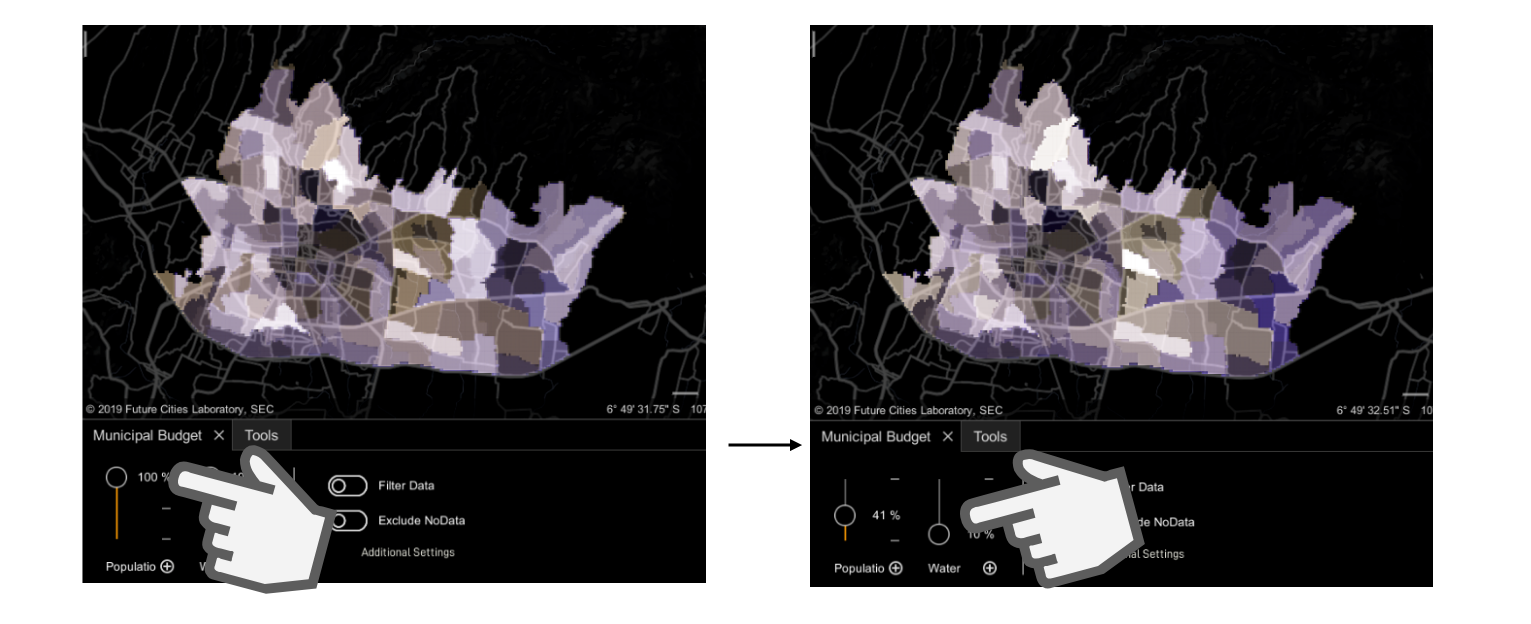 © 2019 Future Cities Laboratory, SEC
6° 49' 31.75" S 107
Municipal Budget × Tools
100 %
Filter Data
Exclude NoData
Additional Settings
Populatio
© 2019 Future Cities Laboratory, SEC
6° 49' 32.51" S 10
Municipal Budget × Tools
41 %
10 %
r Data
de NoData
al Settings
Populatio
Water